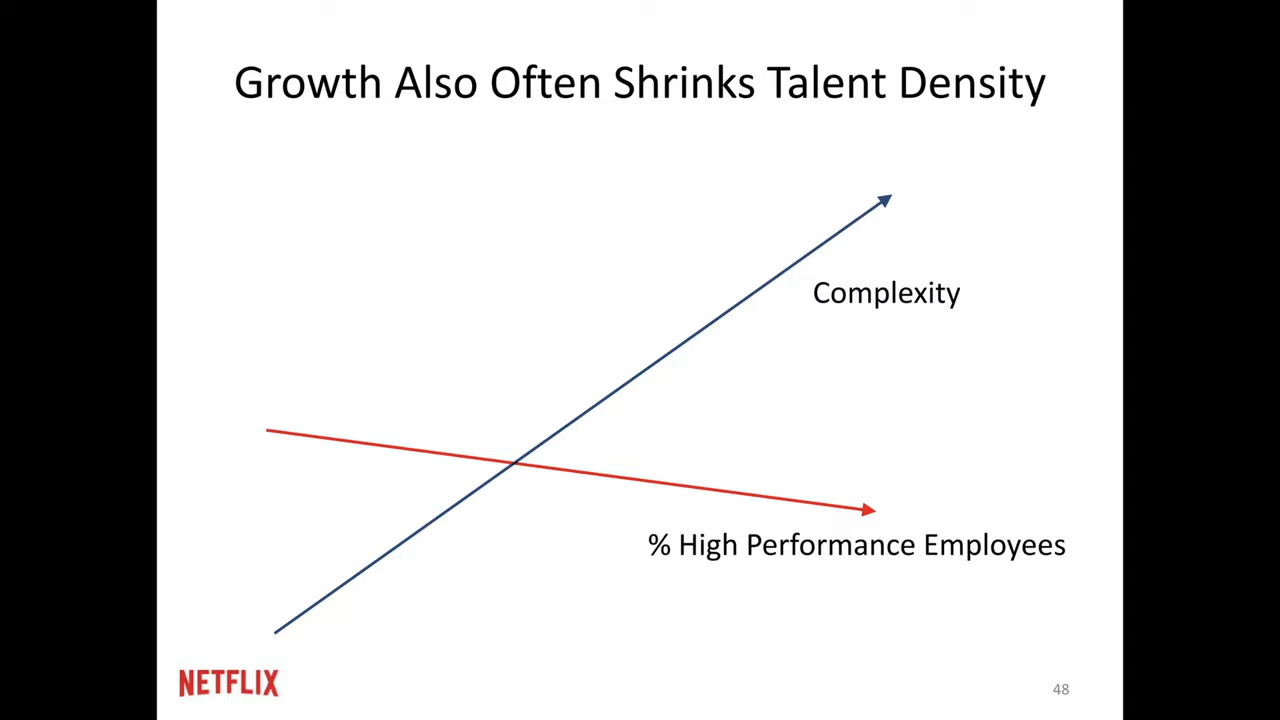 Growth Also Often Shrinks Talent Density
Complexity
% High Performance Employees
NETFLIX
48